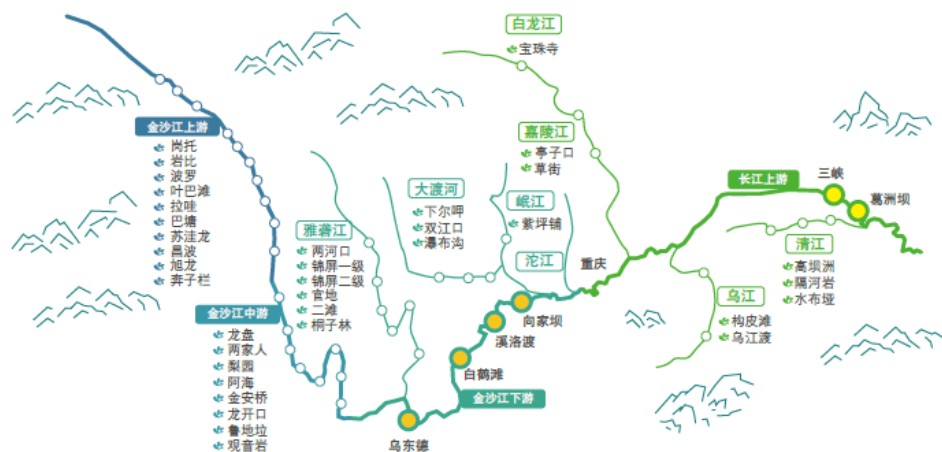 白龙江
宝珠寺
金沙江上游
岗托
岩比
波罗
叶巴滩
拉哇
巴塘
苏洼龙
昌波
旭龙
奔子栏
嘉陵江
亭子口
草街
大渡河
下尔呷
双江口
瀑布沟
岷江
紫坪铺
长江上游
三峡
葛洲坝
雅砻江
两河口
锦屏一级
锦屏二级
官地
二滩
桐子林
沱江
重庆
清江
高坝洲
隔河岩
水布垭
乌江
构皮滩
乌江渡
金沙江中游
龙盘
两家人
梨园
阿海
金安桥
龙开口
鲁地垃
观音岩
向家坝
溪洛渡
白鹤滩
金沙江下游
乌东德